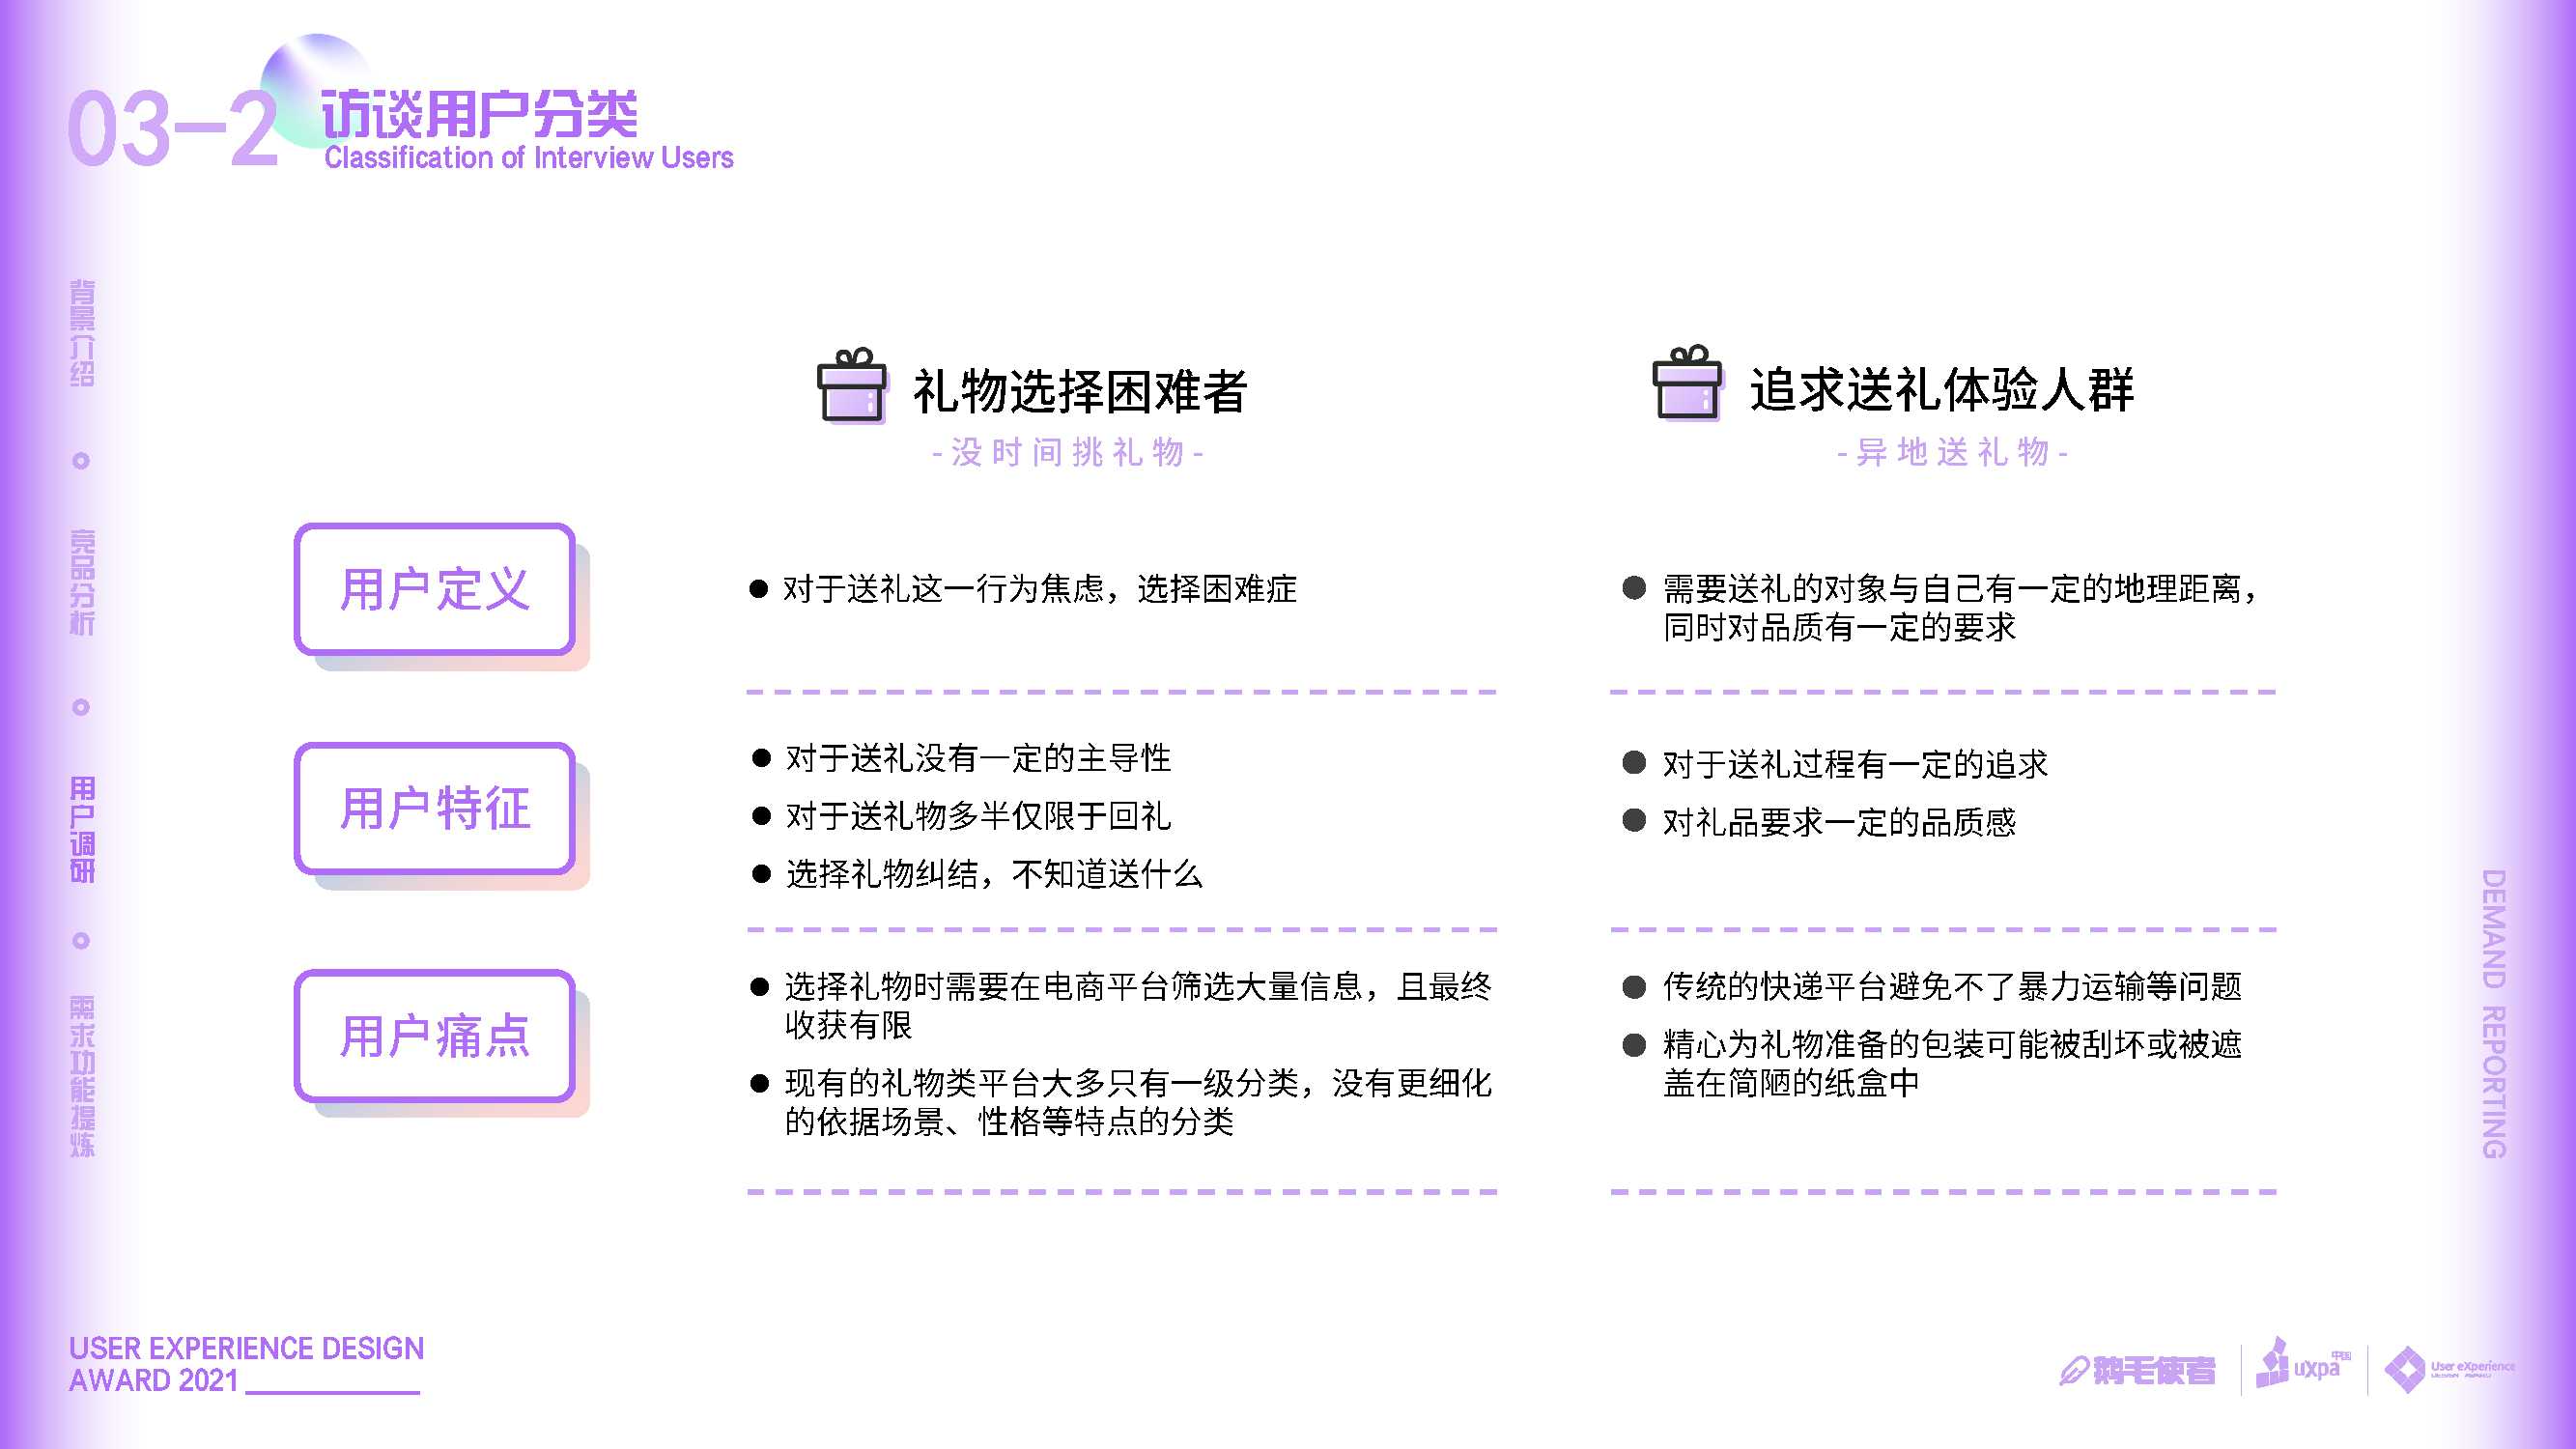 03-2
访谈用户分类
Classification of Interview Users
背景介绍
竞品分析
用户调研
需求功能提炼
礼物选择困难者
- 没时间挑礼物 -
追求送礼体验人群
- 异地送礼物 -
用户定义
● 对于送礼这一行为焦虑，选择困难症
● 需要送礼的对象与自己有一定的地理距离，
同时对品质有一定的要求
用户特征
● 对于送礼没有一定的主导性
● 对于送礼物多半仅限于回礼
● 选择礼物纠结，不知道送什么
● 对于送礼过程有一定的追求
● 对礼品要求一定的品质感
用户痛点
● 选择礼物时需要在电商平台筛选大量信息，且最终
收获有限
● 现有的礼物类平台大多只有一级分类，没有更细化
的依据场景、性格等特点的分类
● 传统的快递平台避免不了暴力运输等问题
● 精心为礼物准备的包装可能被刮坏或被遮
盖在简陋的纸盒中
DEMAND REPORTING
USER EXPERIENCE DESIGN
AWARD 2021
鹅毛使者
uxpa中国
User eXperience